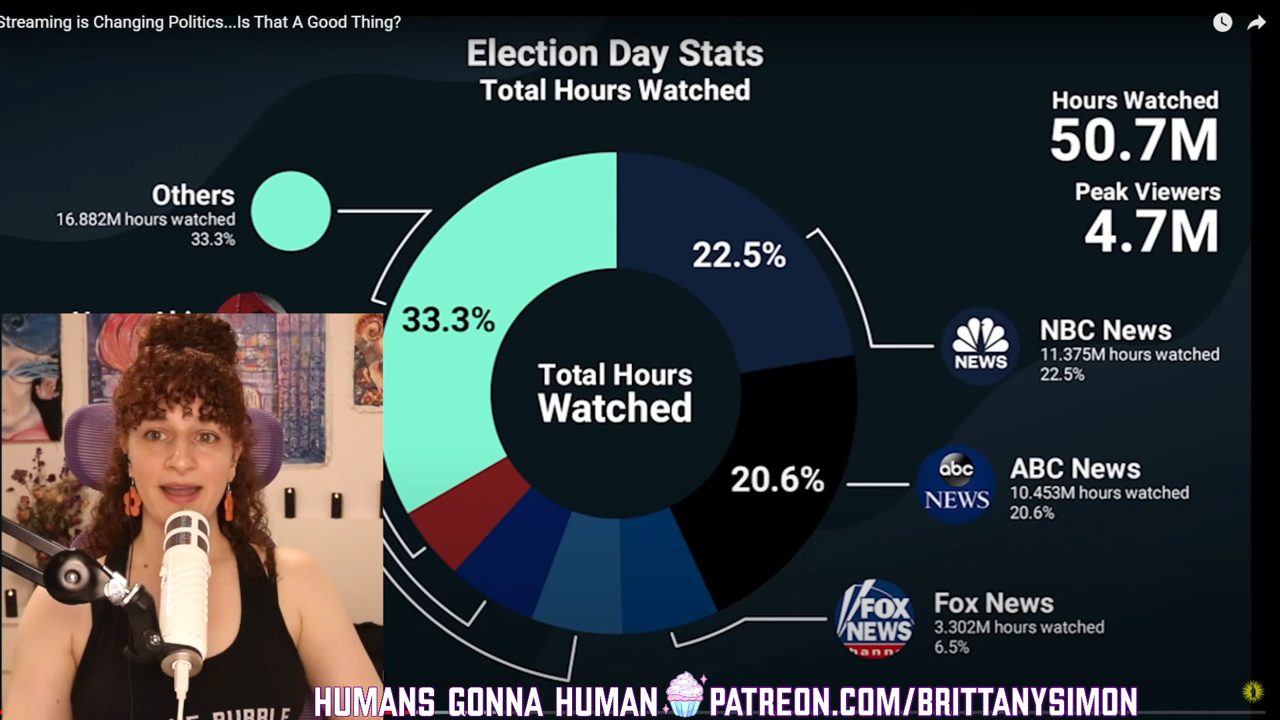 Streaming is Changing Politics...Is That A Good Thing?
Election Day Stats
Total Hours Watched
Hours Watched
50.7M
Peak Viewers
4.7M
Others
16.882M hours watched
33.3%
33.3%
22.5%
20.6%
Total Hours
Watched
NEWS
NBC News
11.375M hours watched
22.5%
abc
NEWS
ABC News
10.453M hours watched
20.6%
FOX
NEWS
channel
Fox News
3.302M hours watched
6.5%
BUBBLE
HUMANS GONNA HUMAN PATREON.COM/BRITTANYSIMON